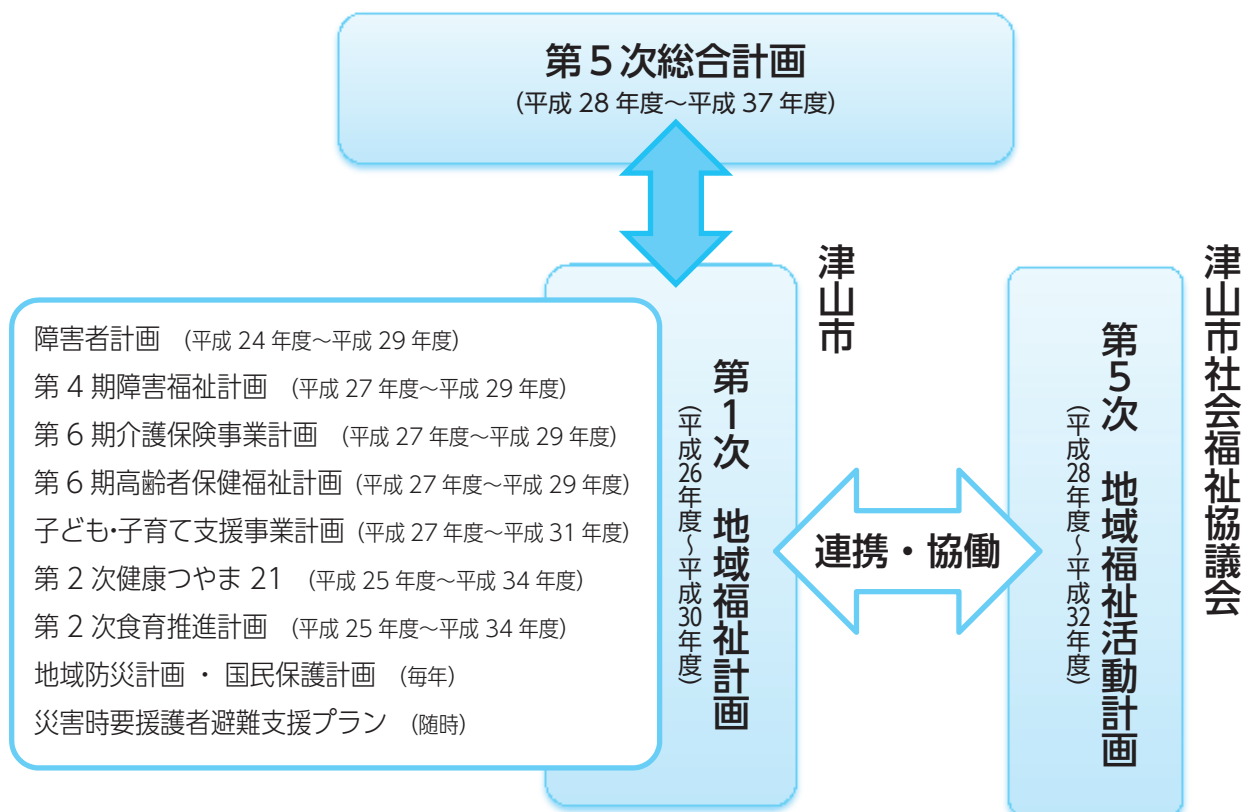 第5次総合計画
(平成 28 年度～平成 37 年度)
津山市
津山市社会福祉協議会
障害者計画 (平成 24 年度～平成 29 年度)
第 4 期障害福祉計画 (平成 27 年度～平成 29 年度)
第 6 期介護保険事業計画 (平成 27 年度～平成 29 年度)
第 6 期高齢者保健福祉計画 (平成 27 年度～平成 29 年度)
子ども・子育て支援事業計画 (平成 27 年度～平成 31 年度)
第 2 次健康つやま 21 (平成 25 年度～平成 34 年度)
第 2 次食育推進計画 (平成 25 年度～平成 34 年度)
地域防災計画 ・ 国民保護計画 (毎年)
災害時要援護者避難支援プラン (随時)
第1次 地域福祉計画
(平成26年度～平成30年度)
連携・協働
第5次 地域福祉活動計画
(平成28年度～平成32年度)